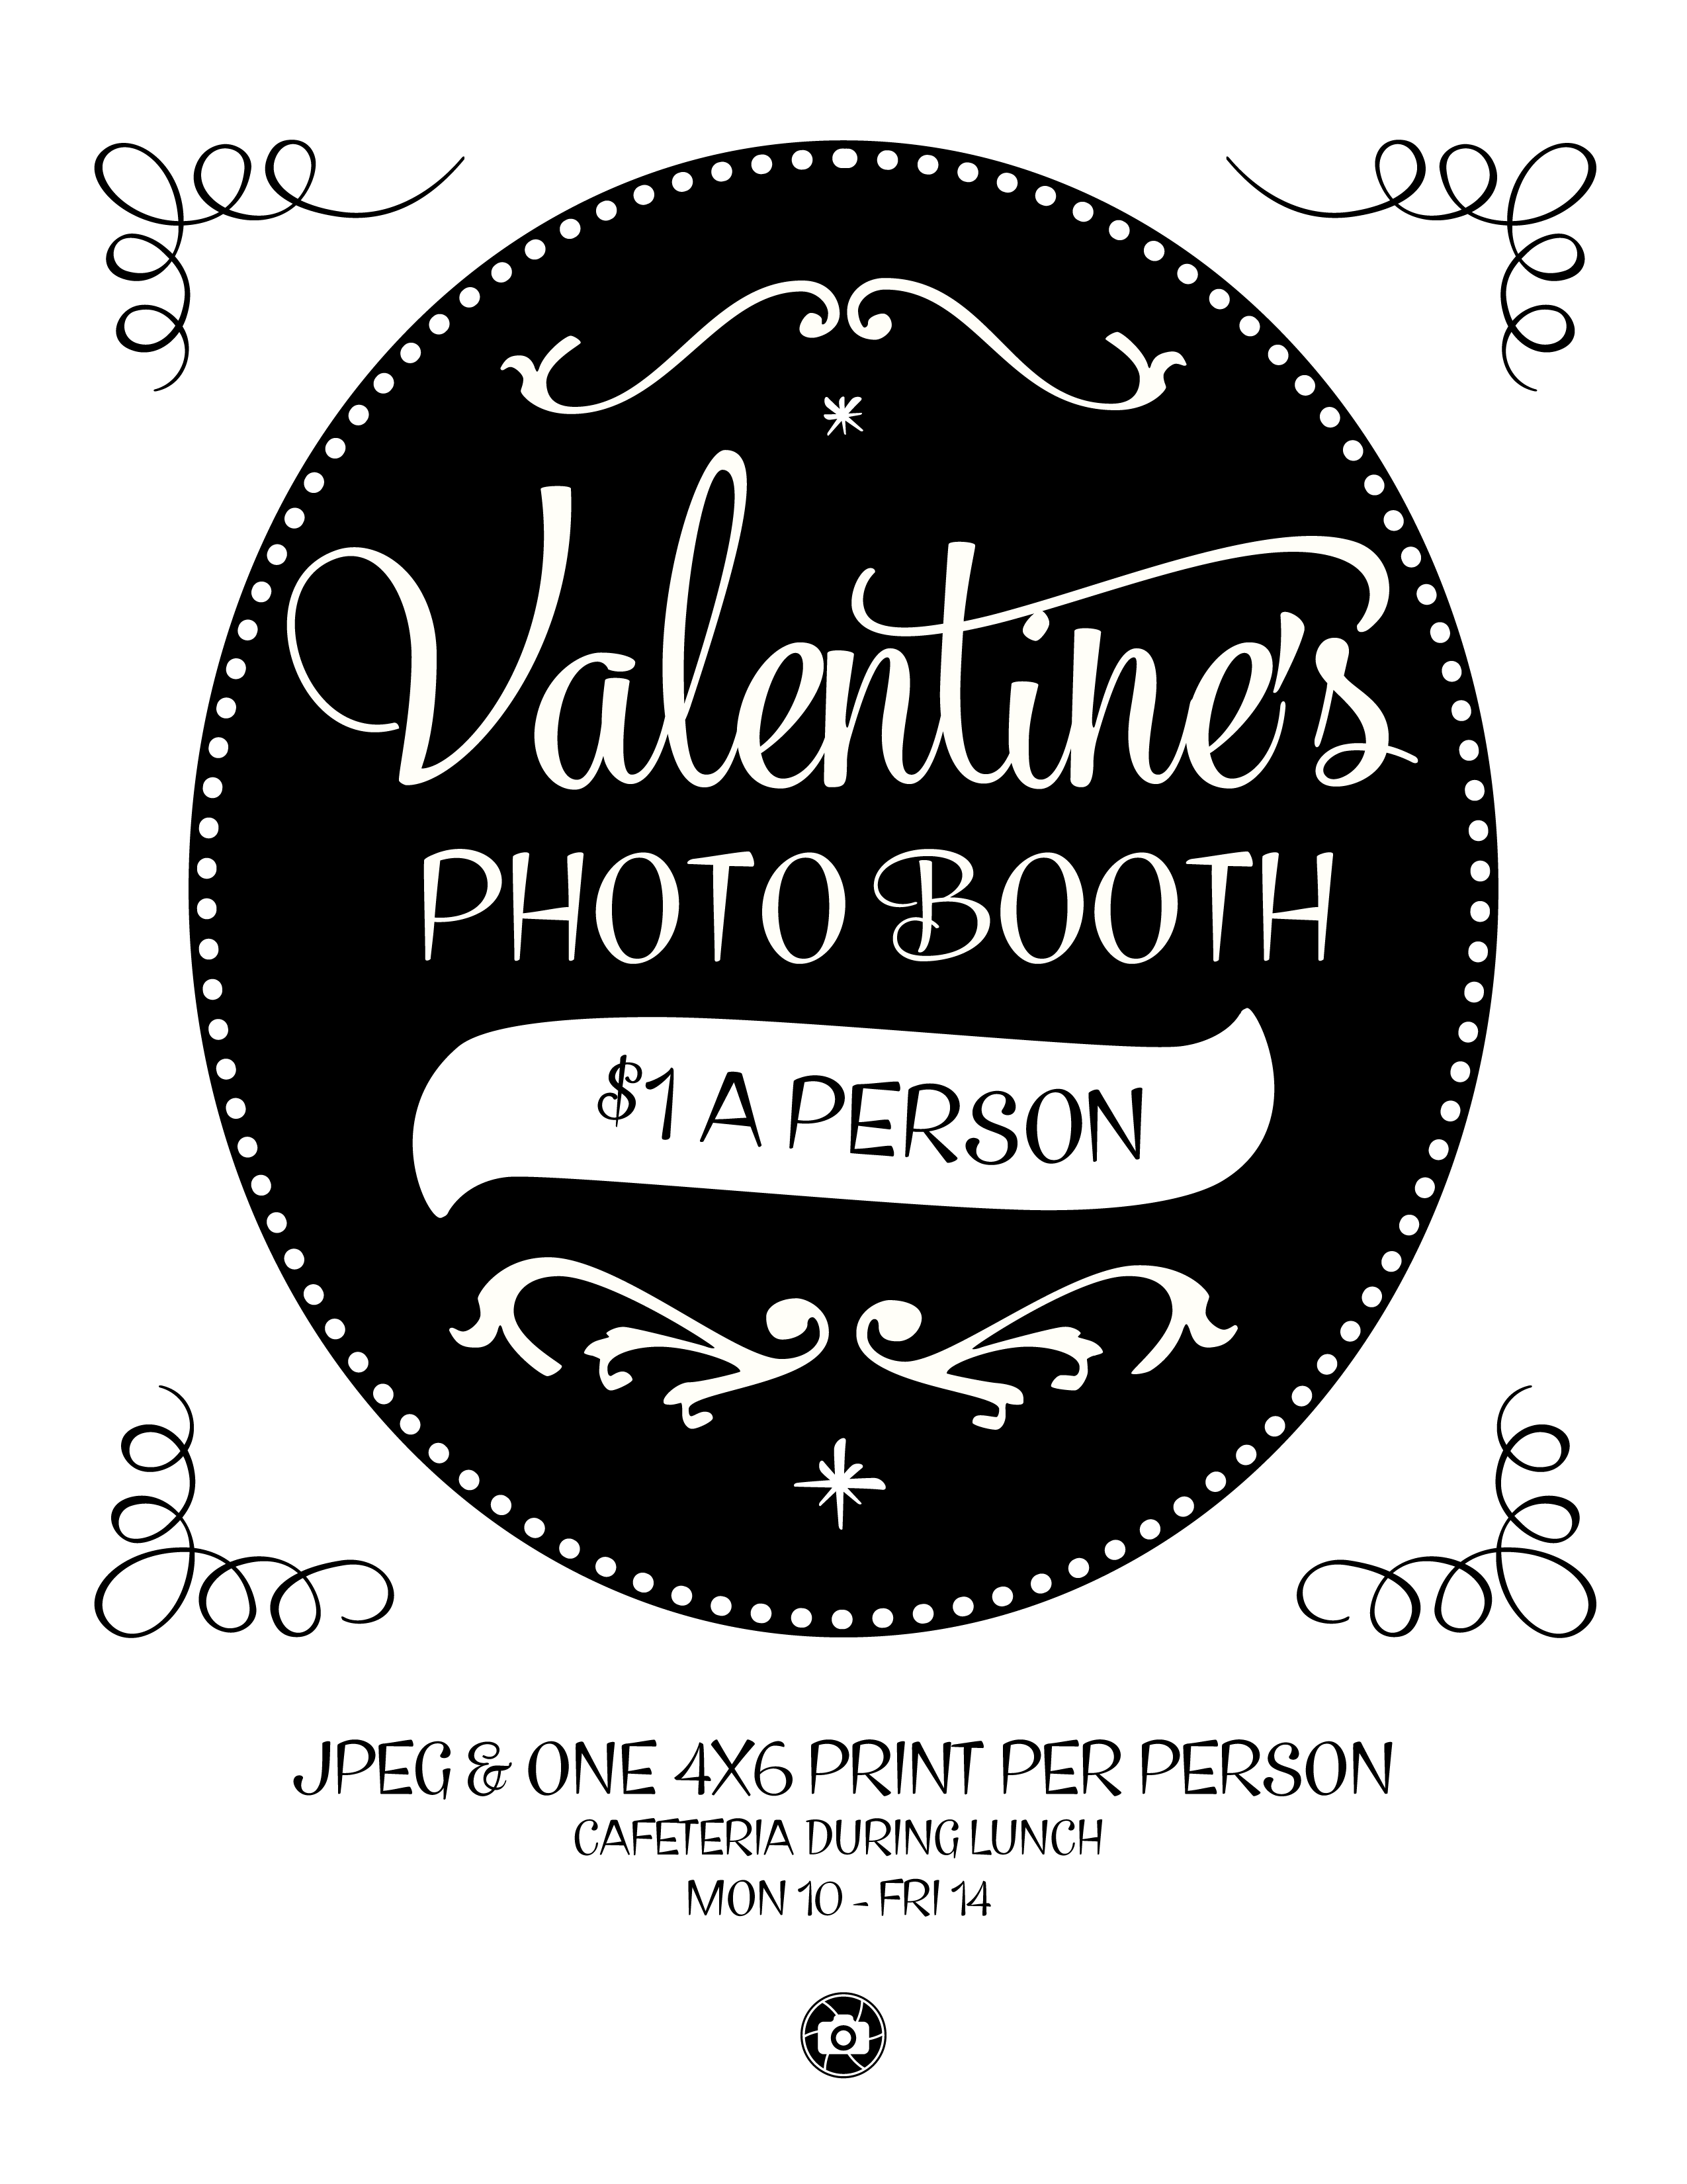 Valentine's
PHOTO BOOTH
$1 A PERSON
JPEG & ONE 4X6 PRINT PER PERSON
CAFETERIA DURING LUNCH
MON 10 - FRI 14